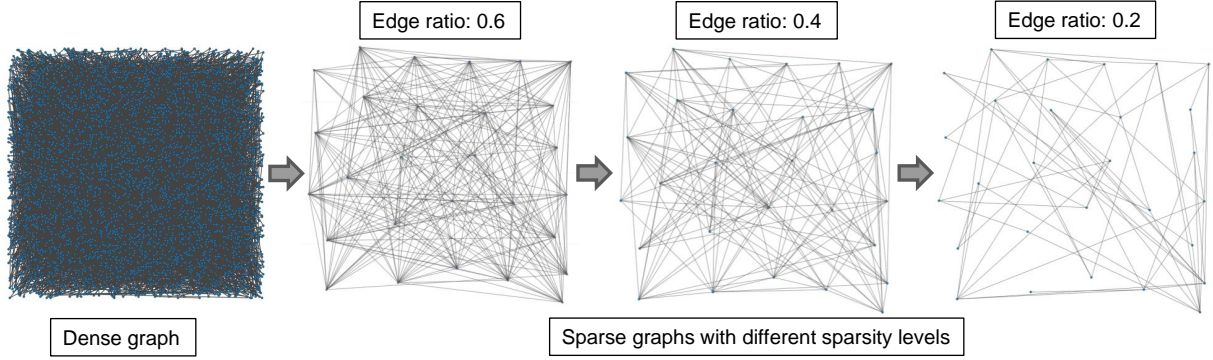 Edge ratio: 0.6
Edge ratio: 0.4
Edge ratio: 0.2
Dense graph
Sparse graphs with different sparsity levels